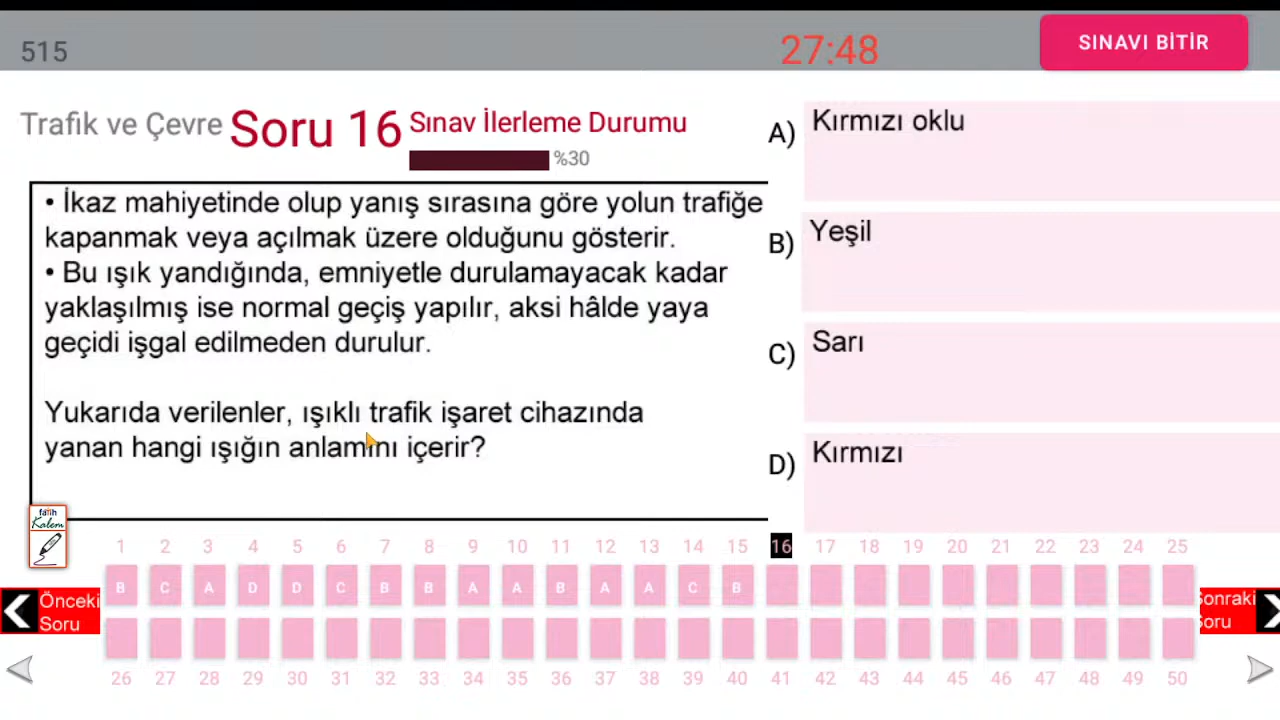 515
27:48
SINAVI BİTİR
Trafik ve Çevre
Soru 16
Sınav İlerleme Durumu
%30
• İkaz mahiyetinde olup yanış sırasına göre yolun trafiğe
kapanmak veya açılmak üzere olduğunu gösterir.
• Bu ışık yandığında, emniyetle durulamayacak kadar
yaklaşılmış ise normal geçiş yapılır, aksi hâlde yaya
geçidi işgal edilmeden durulur.
Yukarıda verilenler, ışıklı trafik işaret cihazında
yanan hangi ışığın anlamını içerir?
A) Kırmızı oklu
B) Yeşil
C) Sarı
D) Kırmızı
fatih
Kalem
1 2 3 4 5 6 7 8 9 10 11 12 13 14 15 16 17 18 19 20 21 22 23 24 25
B C A D D C B B A A B A A C B
26 27 28 29 30 31 32 33 34 35 36 37 38 39 40 41 42 43 44 45 46 47 48 49 50
Önceki
Soru
Sonraki
Soru